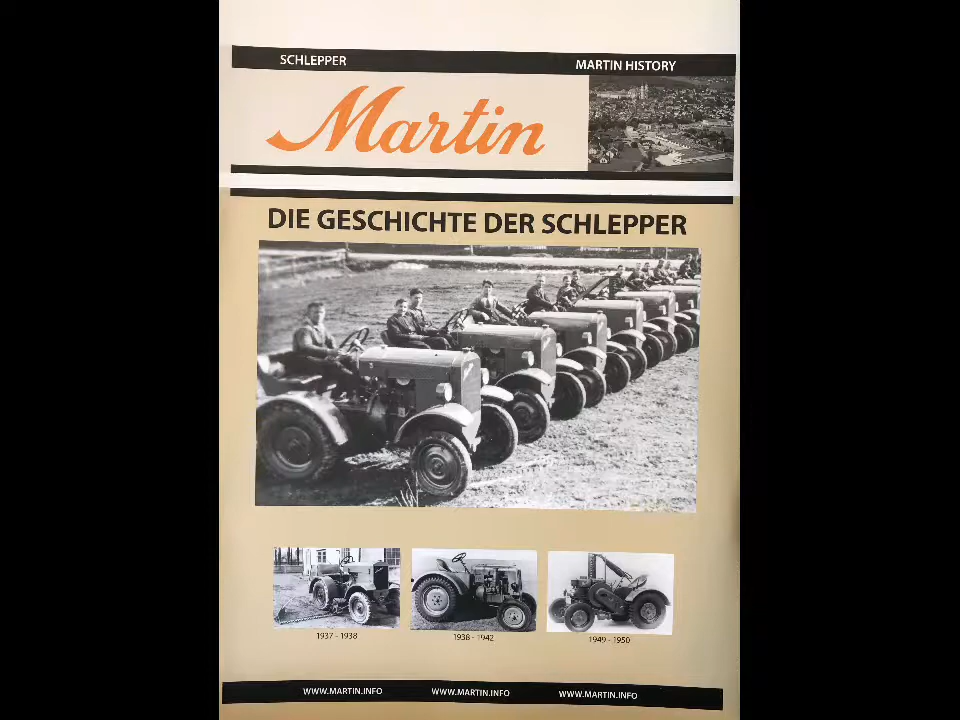 SCHLEPPER
MARTIN HISTORY
Martin
DIE GESCHICHTE DER SCHLEPPER
1937 - 1938
1938 - 1942
1949 - 1950
WWW.MARTIN.INFO
WWW.MARTIN.INFO
WWW.MARTIN.INFO